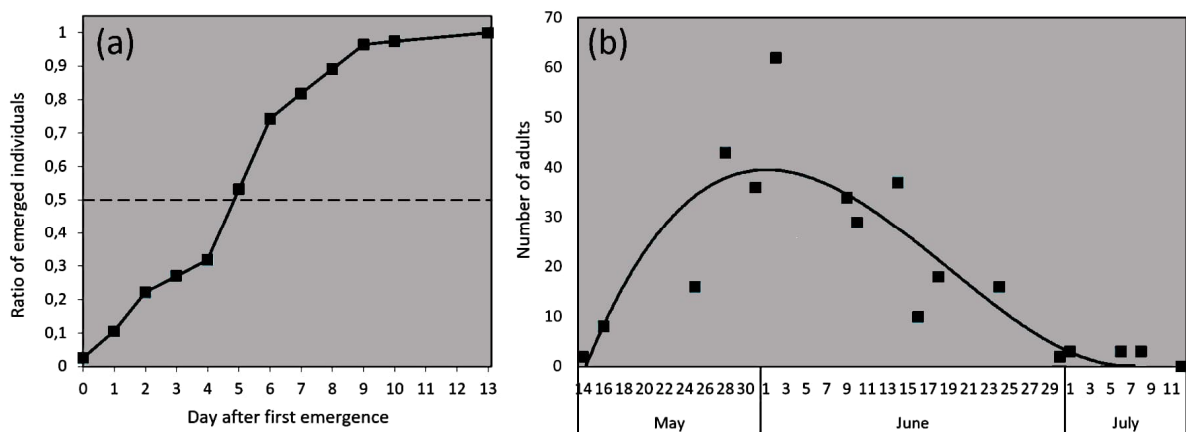 (a)
Ratio of emerged individuals
1
0,9
0,8
0,7
0,6
0,5
0,4
0,3
0,2
0,1
0
0 1 2 3 4 5 6 7 8 9 10 11 12 13
Day after first emergence
(b)
Number of adults
70
60
50
40
30
20
10
0
14 16 18 20 22 24 26 28 30 1 3 5 7 9 11 13 15 17 19 21 23 25 27 29 1 3 5 7 9 11
May June July